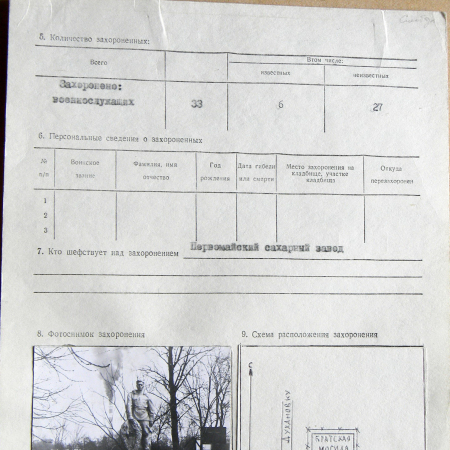 5. Количество захороненных:
Всего
В том числе:
известных
неизвестных
Захоронено:
военнослужащих
33
6
27
6. Персональные сведения о захороненных
№ п/п
Воинское звание
Фамилия, имя отчество
Год рождения
Дата гибели или смерти
Место захоронения на кладбище, участке кладбища
Откуда перезахоронен
1
2
3
7. Кто шефствует над захоронением Первомайский сахарный завод
8. Фотоснимок захоронения
9. Схема расположения захоронения
С
БРАТСКАЯ
МОГИЛА